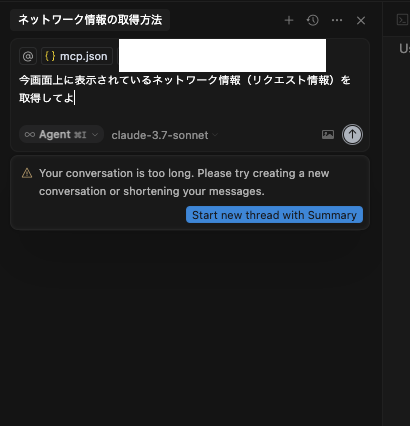 ネットワーク情報の取得方法
@ { } mcp.json
今画面上に表示されているネットワーク情報（リクエスト情報）を
取得してよ
∞ Agent ⌘I
claude-3.7-sonnet
Your conversation is too long. Please try creating a new
conversation or shortening your messages.
Start new thread with Summary